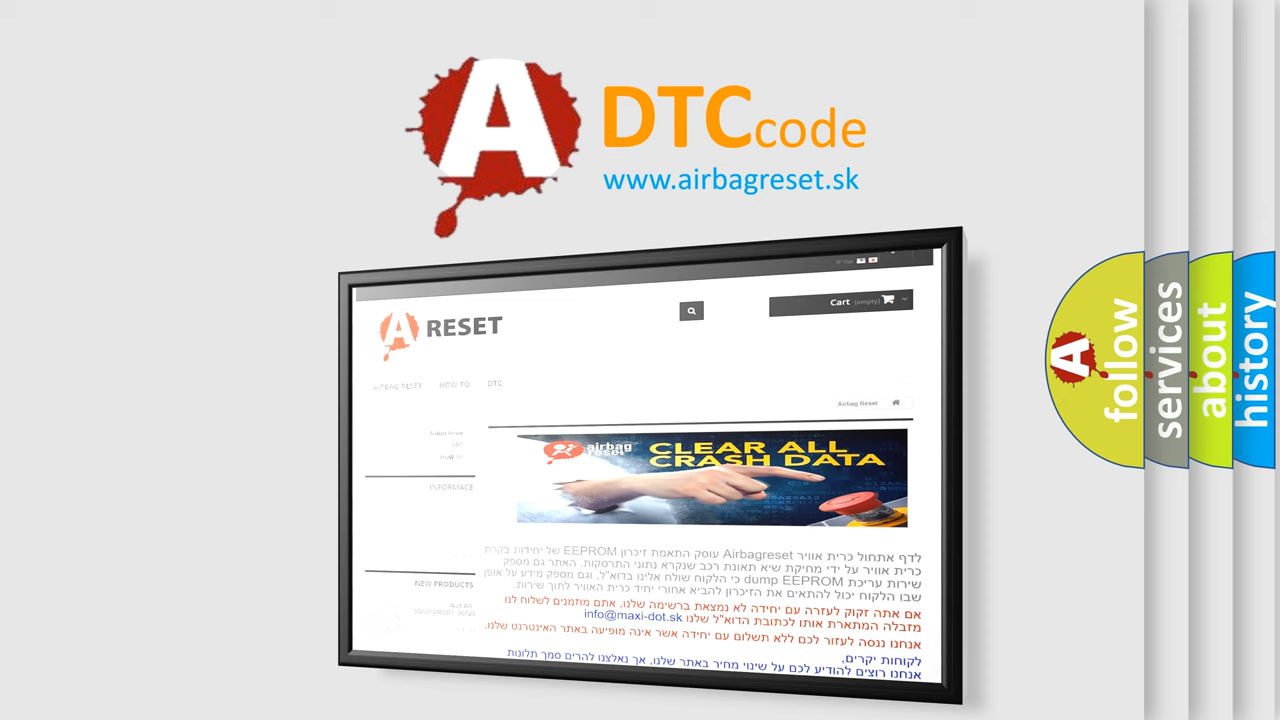 A
DTC code
www.airbagreset.sk
Cart (empty)
A RESET
AIRBAG RESET HOW TO DTC
Airbag Reset
airbag reset
CLEAR ALL
CRASH DATA
INFORMACE
NEW PRODUCTS
לדף אתחול כרית אוויר Airbagreset עוסק התאמת זיכרון EEPROM של יחידות בקרת
כרית אוויר על ידי מחיקת שיא תאונת רכב שנקרא נתוני התרסקות. האתר גם מספק
שירות עריכת dump EEPROM כי הלקוח שולח אלינו בדוא"ל, וגם מספק מידע על אופן
שבו הלקוח יכול להתאים את הזיכרון להביא אחורי יחיד כרית האוויר לתוך שירות.
אם אתה זקוק לעזרה עם יחידה לא נמצאת ברשימה שלנו, אתם מוזמנים לשלוח לנו
מזבלה המתארת אותו לכתובת הדוא"ל שלנו info@maxi-dot.sk
אנחנו ננסה לעזור לכם ללא תשלום עם יחידה אשר אינה מופיעה באתר האינטרנט שלנו.
לקוחות יקרים,
אנחנו רוצים להודיע לכם על שינוי מחיר באתר שלנו, אך נאלצנו להרים סמך תלונות
A
follow
services
about
history